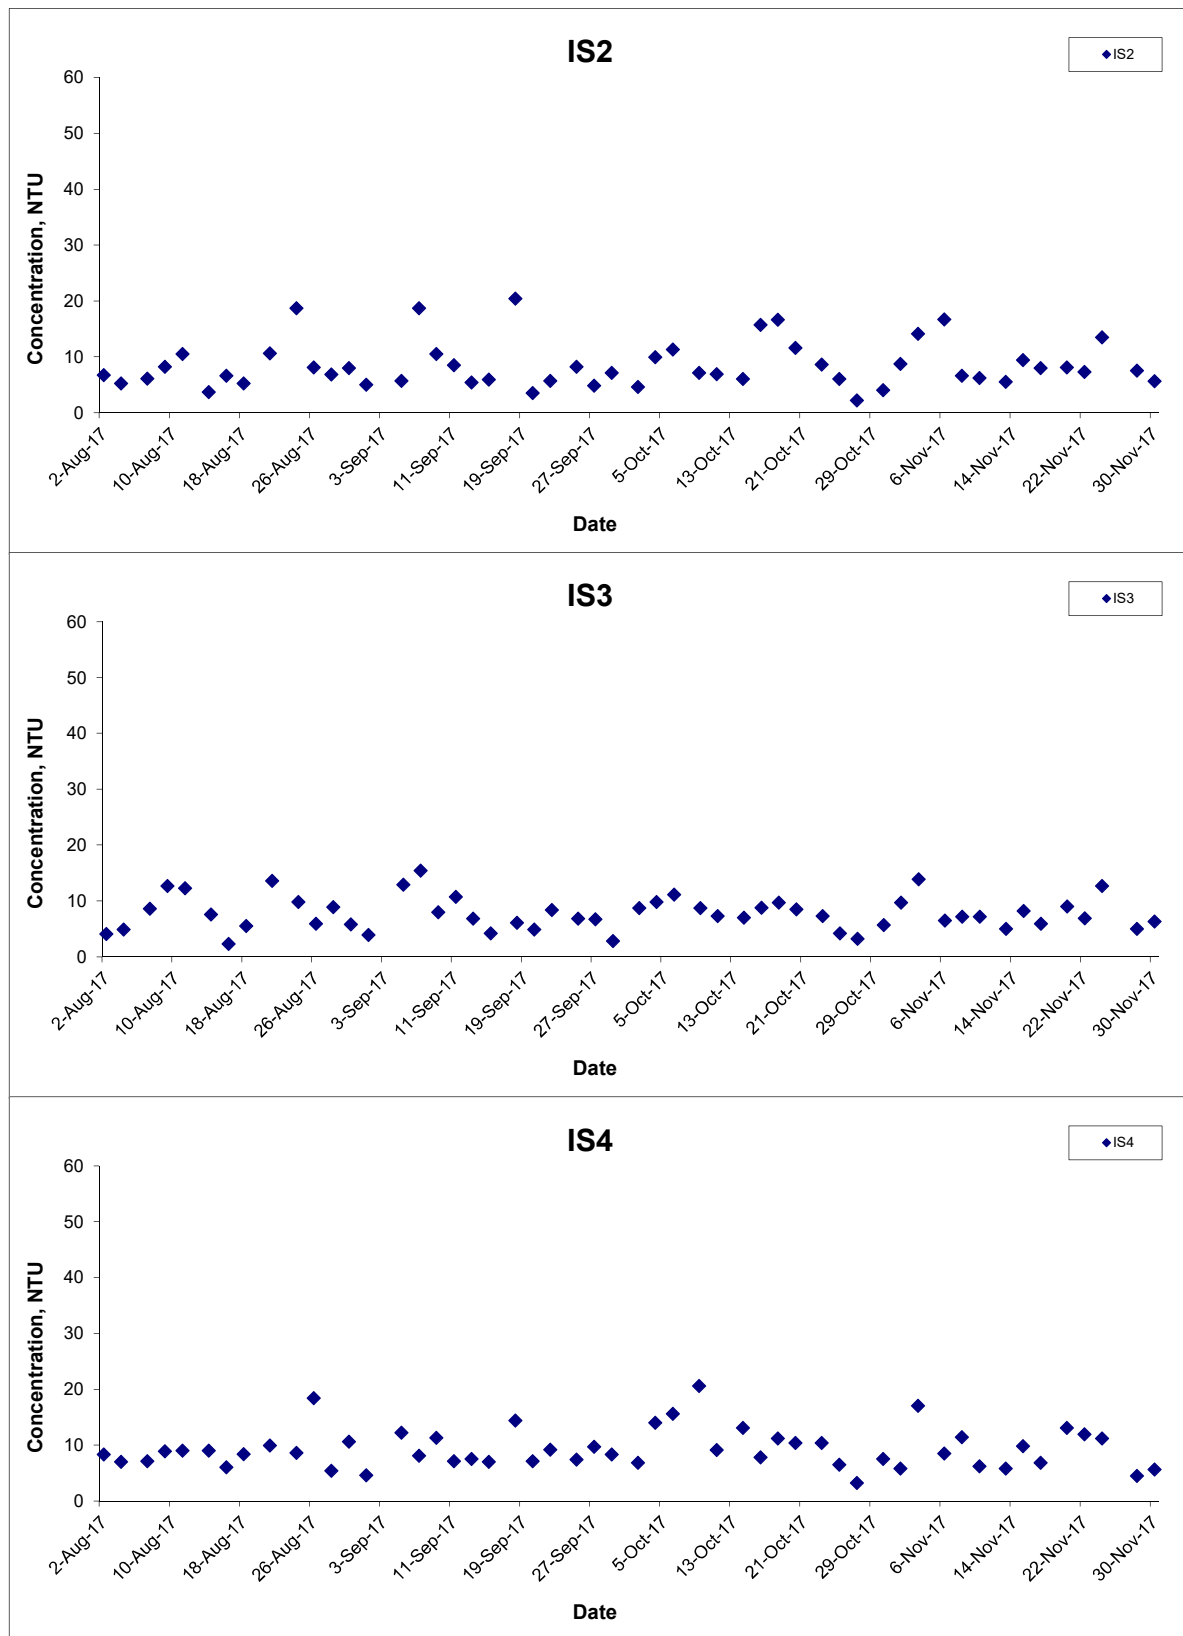 IS2
IS2
60
50
40
30
20
10
0
Concentration, NTU
2-Aug-17
10-Aug-17
18-Aug-17
26-Aug-17
3-Sep-17
11-Sep-17
19-Sep-17
27-Sep-17
5-Oct-17
13-Oct-17
21-Oct-17
29-Oct-17
6-Nov-17
14-Nov-17
22-Nov-17
30-Nov-17
Date
IS3
IS3
60
50
40
30
20
10
0
Concentration, NTU
2-Aug-17
10-Aug-17
18-Aug-17
26-Aug-17
3-Sep-17
11-Sep-17
19-Sep-17
27-Sep-17
5-Oct-17
13-Oct-17
21-Oct-17
29-Oct-17
6-Nov-17
14-Nov-17
22-Nov-17
30-Nov-17
Date
IS4
IS4
60
50
40
30
20
10
0
Concentration, NTU
2-Aug-17
10-Aug-17
18-Aug-17
26-Aug-17
3-Sep-17
11-Sep-17
19-Sep-17
27-Sep-17
5-Oct-17
13-Oct-17
21-Oct-17
29-Oct-17
6-Nov-17
14-Nov-17
22-Nov-17
30-Nov-17
Date